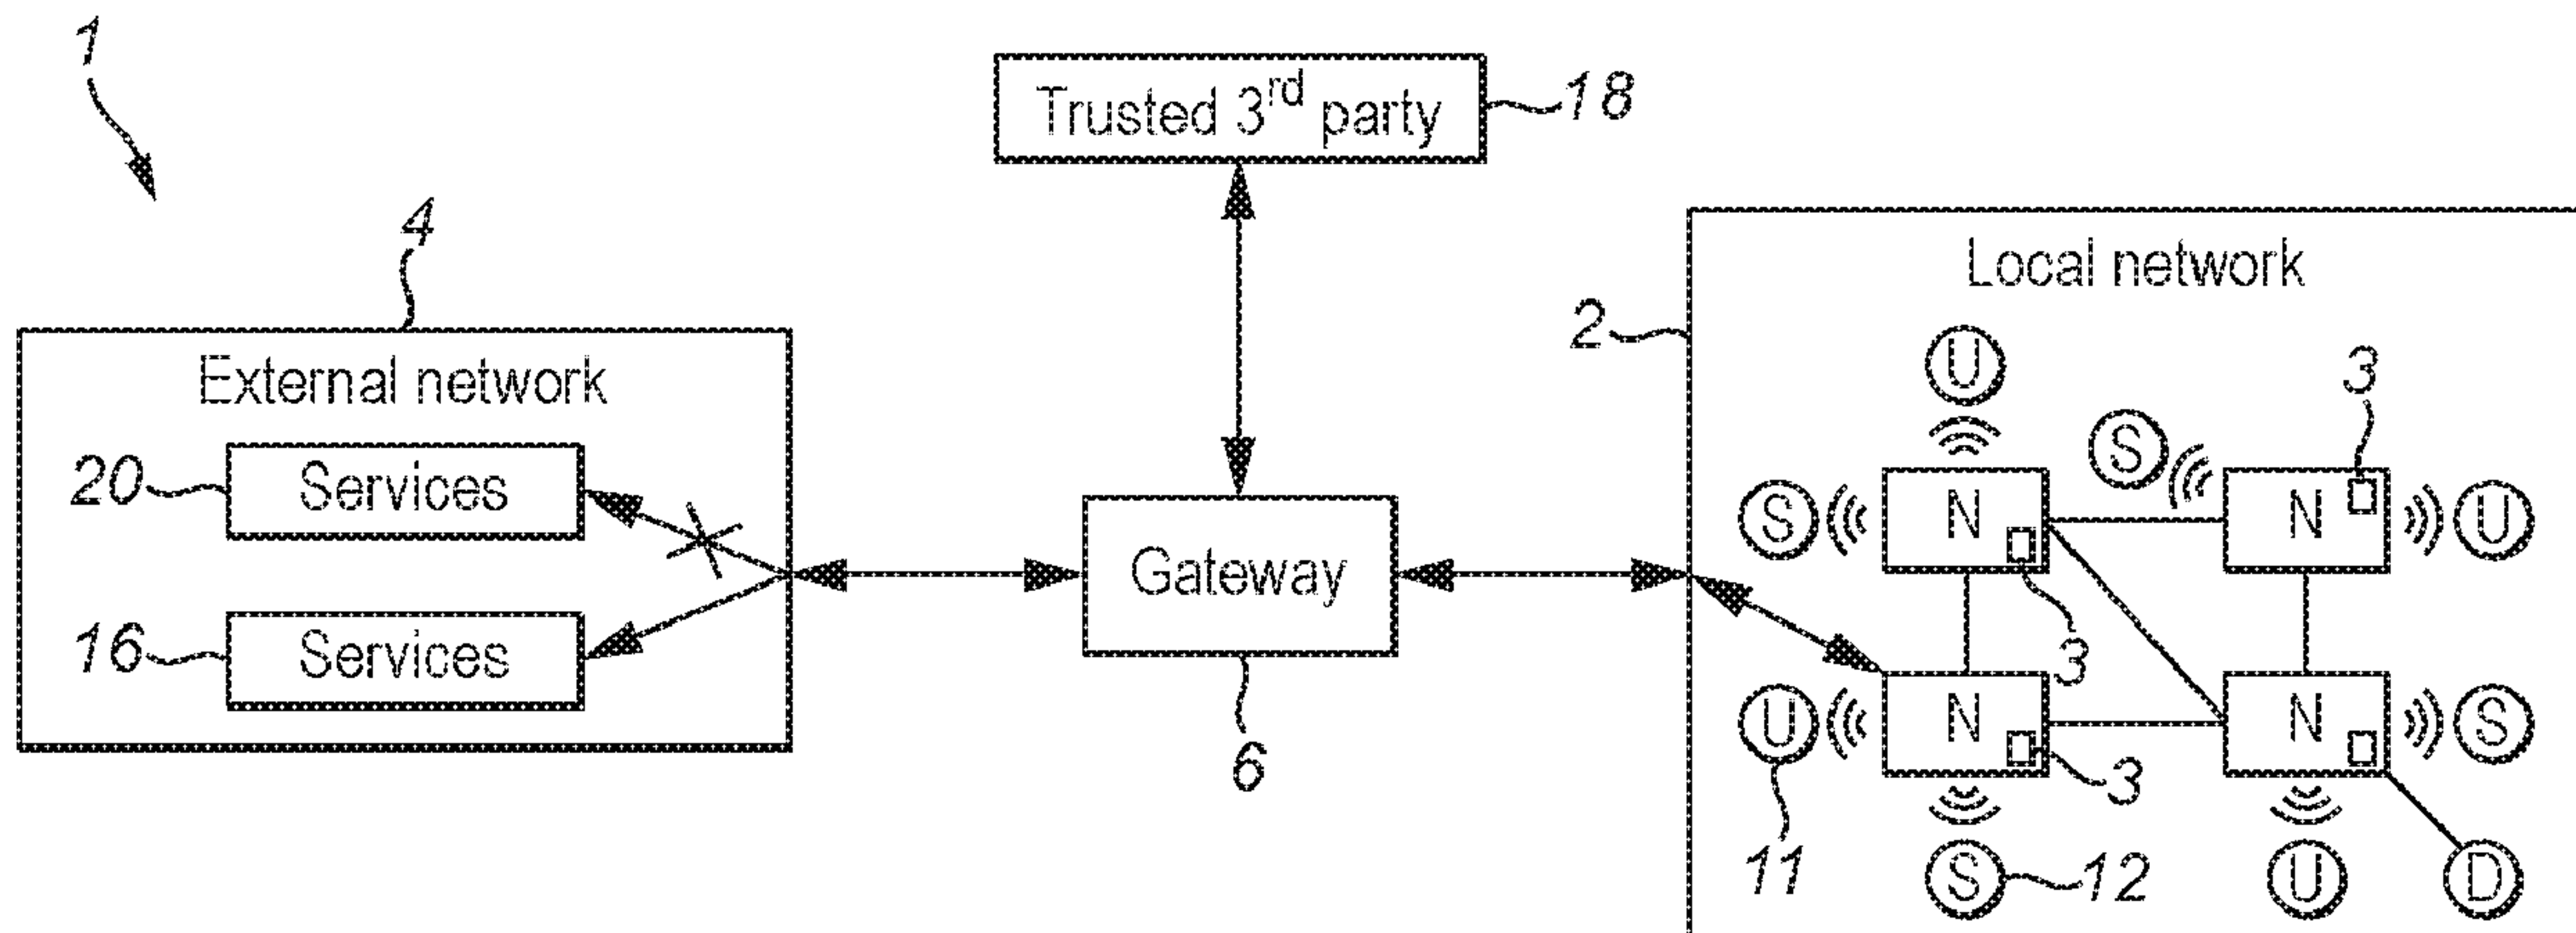 1
Trusted 3rd party
18
4
Local network
2
External network
U
3
S
20
Services
S
N
N
U
Gateway
16
Services
3
U
N
N
S
6
3
11
S
12
U
D